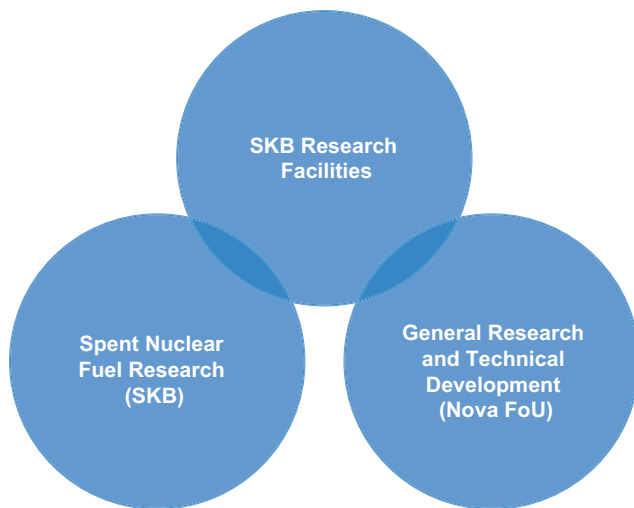 SKB Research
Facilities
Spent Nuclear
Fuel Research
(SKB)
General Research
and Technical
Development
(Nova FoU)